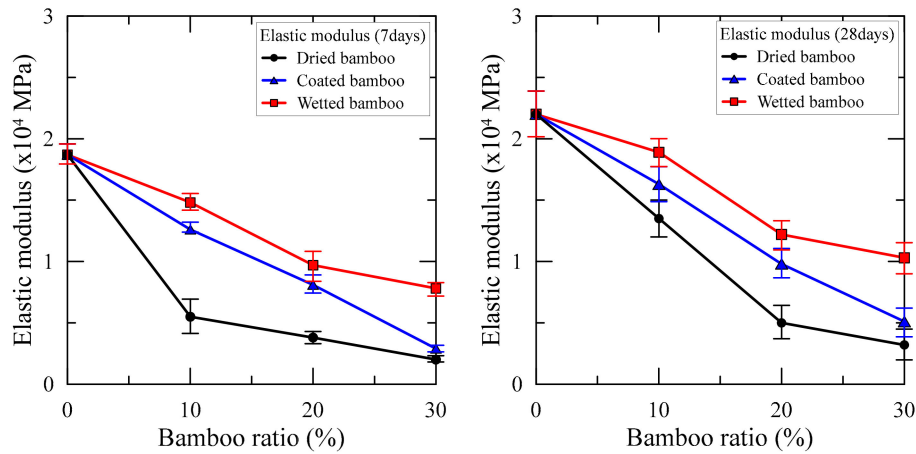 Elastic modulus (x10⁴ MPa)
3
2
1
0
Elastic modulus (7days)
Dried bamboo
Coated bamboo
Wetted bamboo
0 10 20 30
Bamboo ratio (%)
Elastic modulus (x10⁴ MPa)
3
2
1
0
Elastic modulus (28days)
Dried bamboo
Coated bamboo
Wetted bamboo
0 10 20 30
Bamboo ratio (%)